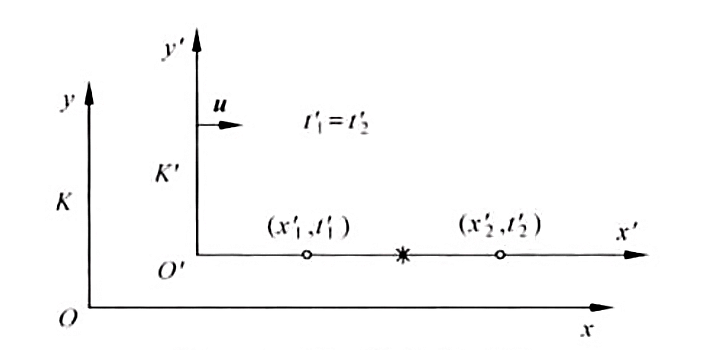 y'
y
u
t'₁ = t'₂
K'
K
(x'₁, t'₁)
(x'₂, t'₂)
x'
O'
O
x